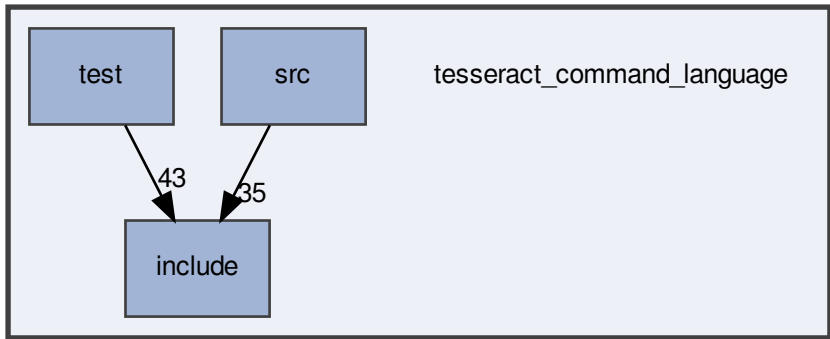 test
src
tesseract_command_language
43
35
include